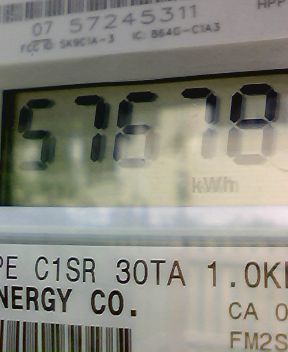 07 57245311
FCC ID SK9C1A-3 IC: 864G-C1A3
57678
kWh
PE C1SR 30TA 1.0K
NERGY CO.
CA 0
FM2S